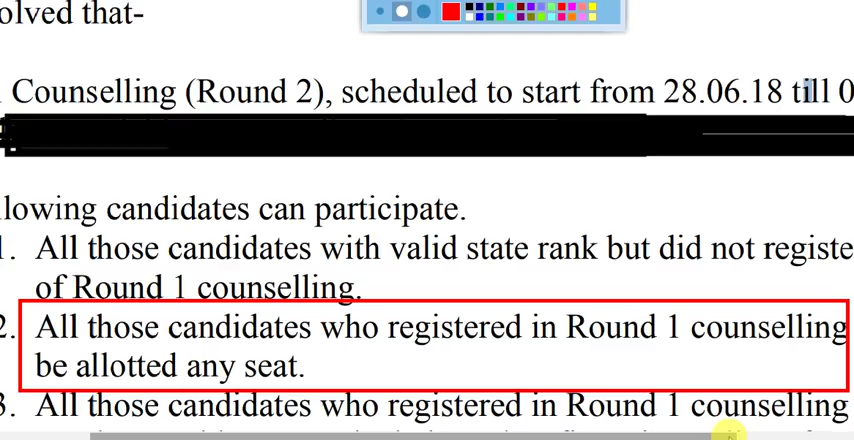 olved that-
Counselling (Round 2), scheduled to start from 28.06.18 till 0
llowing candidates can participate.
1. All those candidates with valid state rank but did not registe
of Round 1 counselling.
2. All those candidates who registered in Round 1 counselling
be allotted any seat.
3. All those candidates who registered in Round 1 counselling